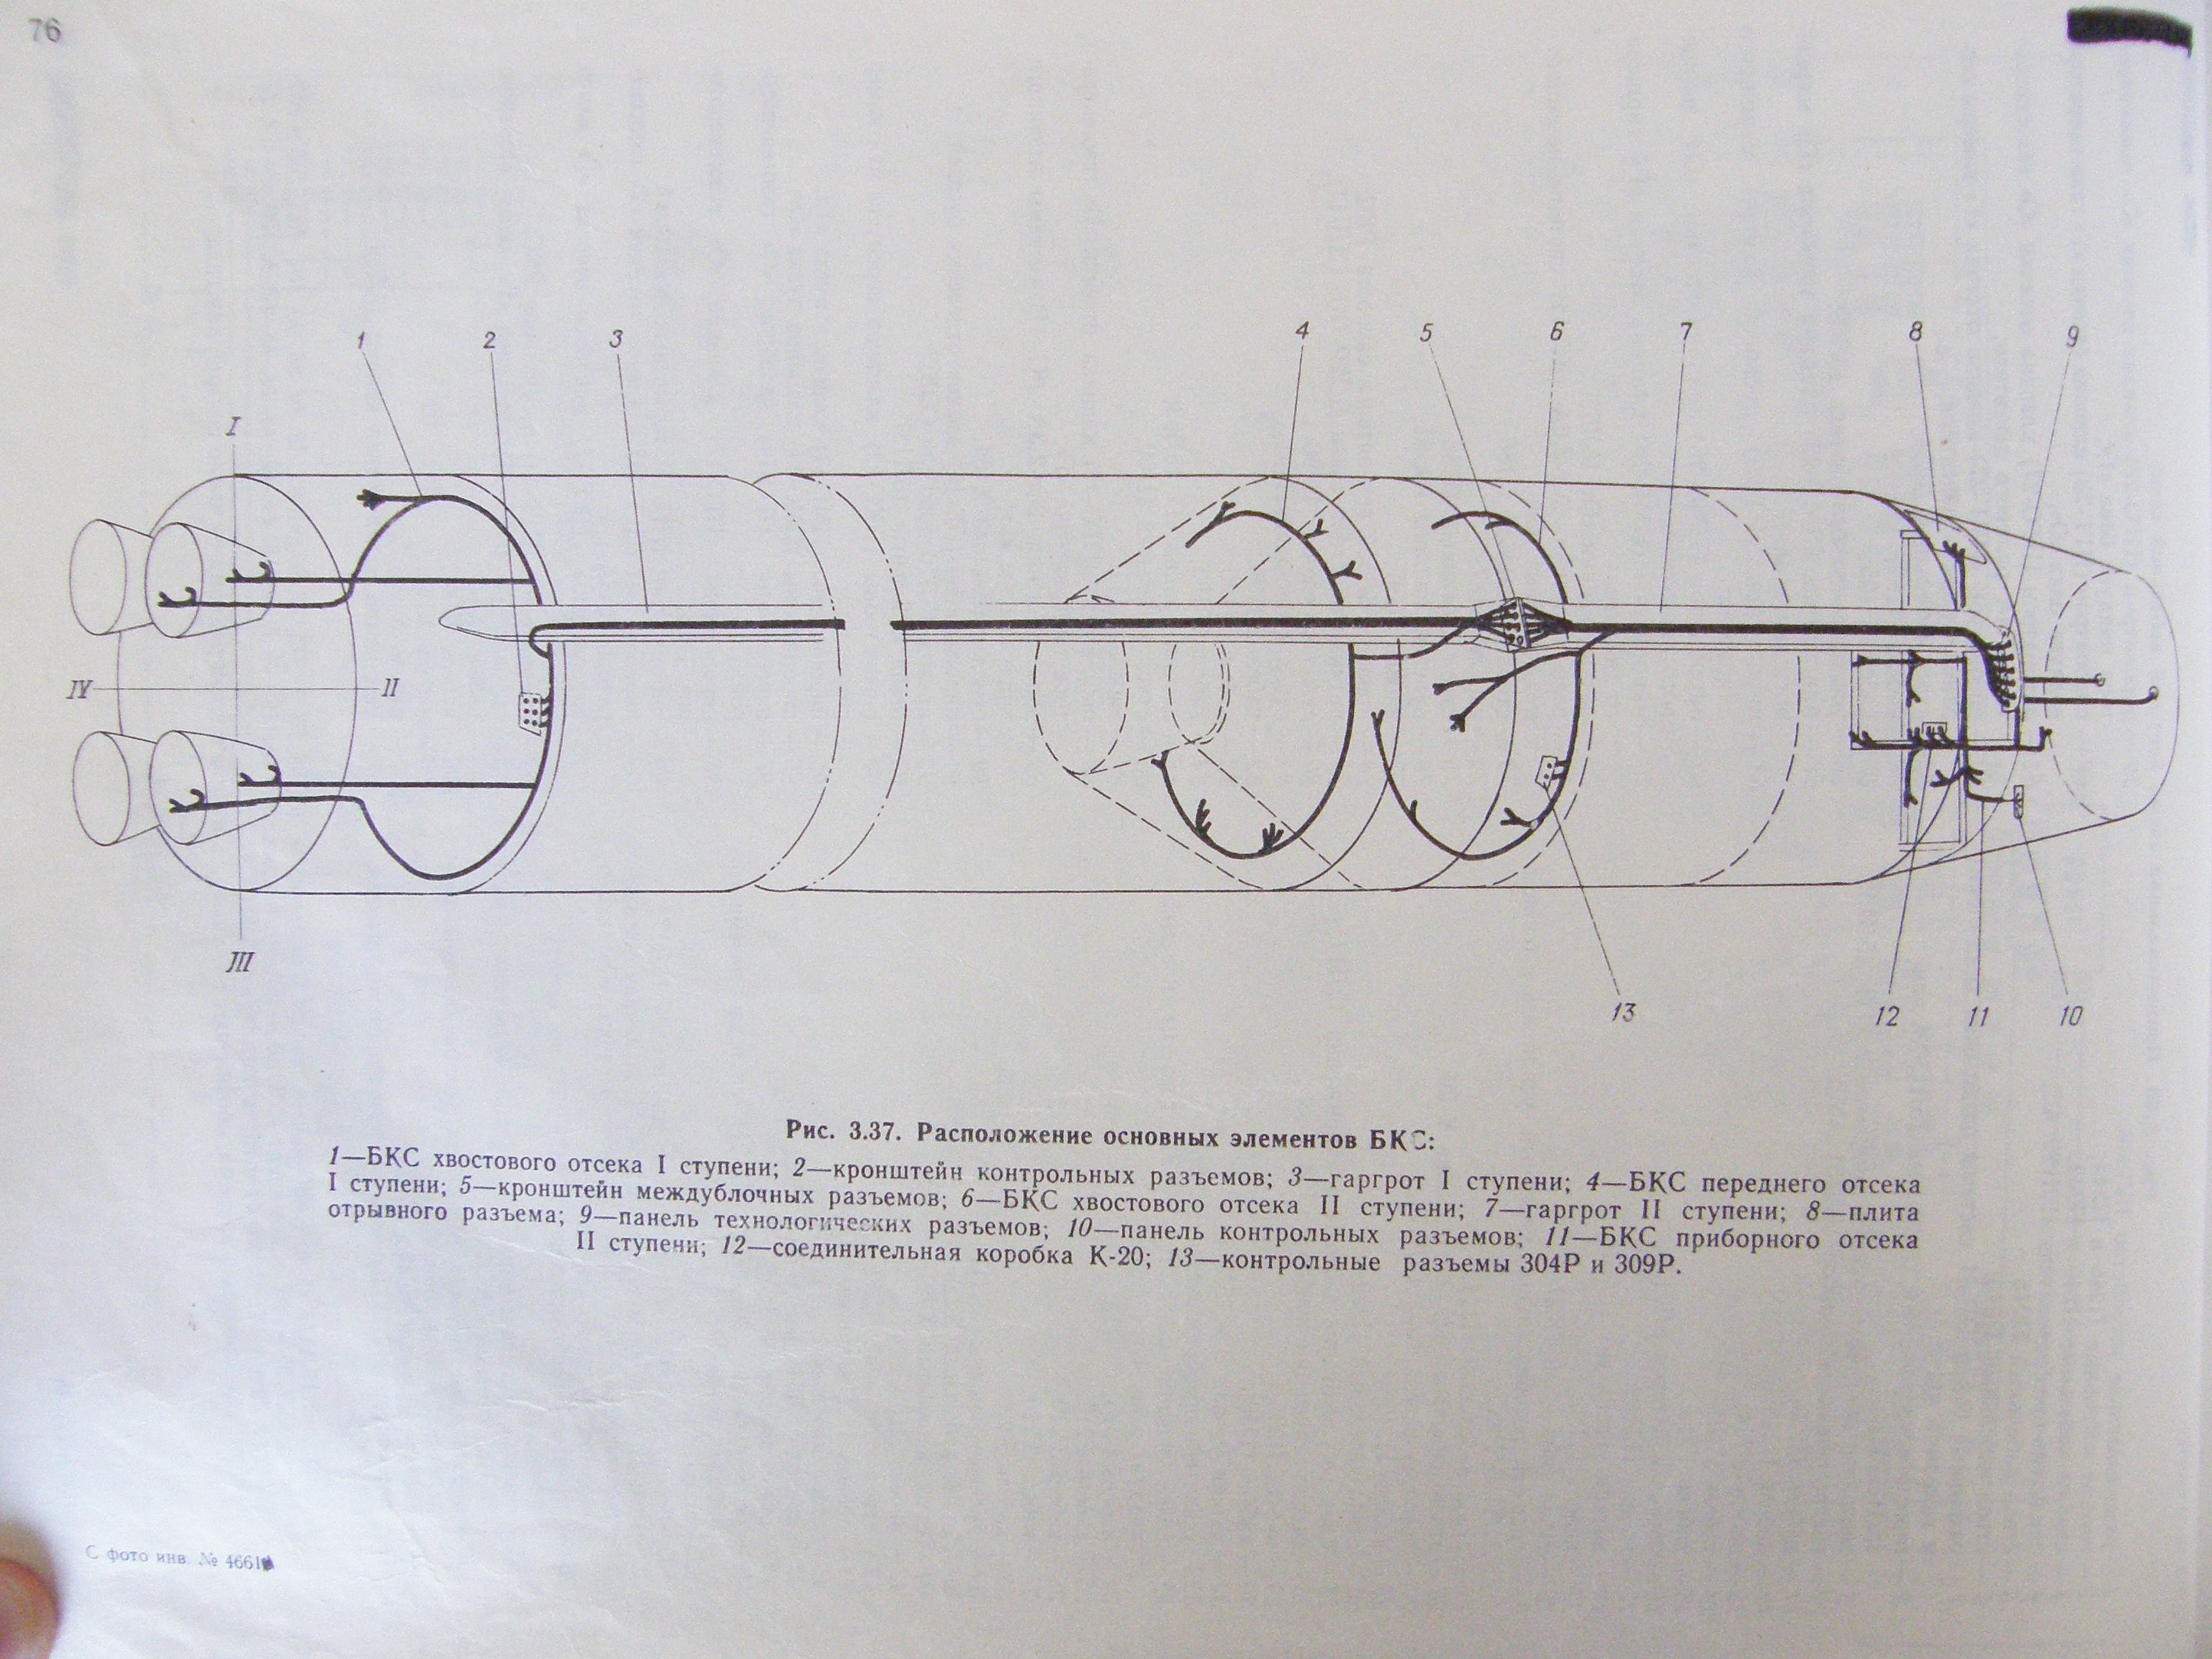 76
1 2 3 4 5 6 7 8 9
I
IV II
III
13 12 11 10
Рис. 3.37. Расположение основных элементов БКС:
1—БКС хвостового отсека I ступени; 2—кронштейн контрольных разъемов; 3—гаргрот I ступени; 4—БКС переднего отсека
I ступени; 5—кронштейн междублочных разъемов; 6—БКС хвостового отсека II ступени; 7—гаргрот II ступени; 8—плита
отрывного разъема; 9—панель технологических разъемов; 10—панель контрольных разъемов; 11—БКС приборного отсека
II ступени; 12—соединительная коробка К-20; 13—контрольные разъемы 304Р и 309Р.
С фото инв. № 4661